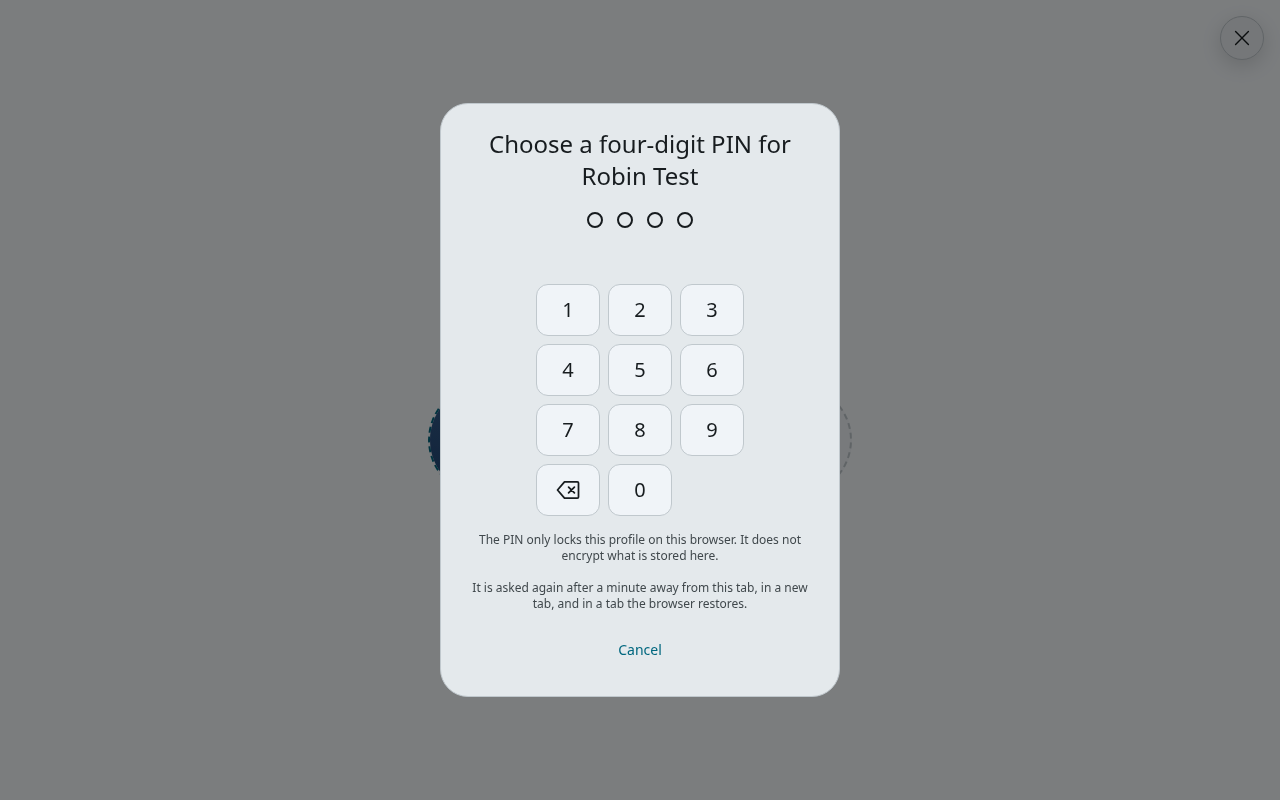 Choose a four-digit PIN for
Robin Test
1 2 3
4 5 6
7 8 9
0
The PIN only locks this profile on this browser. It does not
encrypt what is stored here.
It is asked again after a minute away from this tab, in a new
tab, and in a tab the browser restores.
Cancel